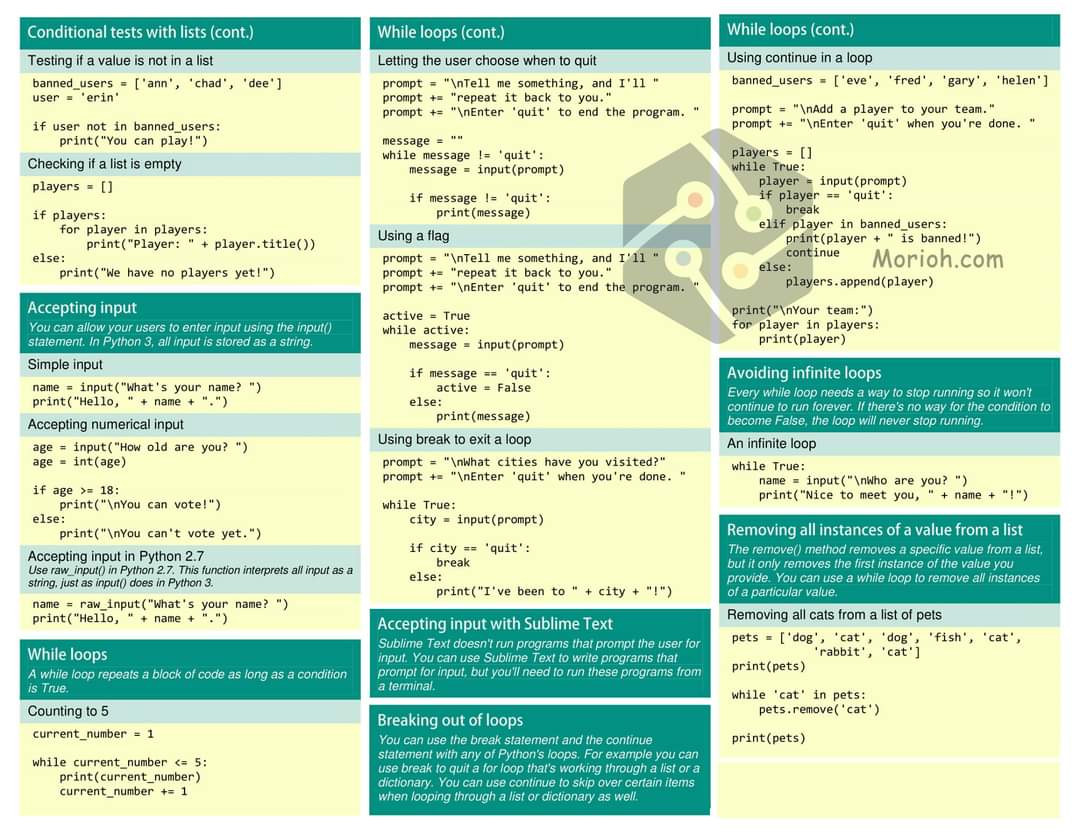 Conditional tests with lists (cont.)
Testing if a value is not in a list
banned_users = ['ann', 'chad', 'dee']
user = 'erin'

if user not in banned_users:
    print("You can play!")
Checking if a list is empty
players = []

if players:
    for player in players:
        print("Player: " + player.title())
else:
    print("We have no players yet!")
Accepting input
You can allow your users to enter input using the input()
statement. In Python 3, all input is stored as a string.
Simple input
name = input("What's your name? ")
print("Hello, " + name + ".")
Accepting numerical input
age = input("How old are you? ")
age = int(age)

if age >= 18:
    print("\nYou can vote!")
else:
    print("\nYou can't vote yet.")
Accepting input in Python 2.7
Use raw_input() in Python 2.7. This function interprets all input as a
string, just as input() does in Python 3.
name = raw_input("What's your name? ")
print("Hello, " + name + ".")
While loops
A while loop repeats a block of code as long as a condition
is True.
Counting to 5
current_number = 1

while current_number <= 5:
    print(current_number)
    current_number += 1
While loops (cont.)
Letting the user choose when to quit
prompt = "\nTell me something, and I'll "
prompt += "repeat it back to you."
prompt += "\nEnter 'quit' to end the program. "

message = ""
while message != 'quit':
    message = input(prompt)

    if message != 'quit':
        print(message)
Using a flag
prompt = "\nTell me something, and I'll "
prompt += "repeat it back to you."
prompt += "\nEnter 'quit' to end the program. "

active = True
while active:
    message = input(prompt)

    if message == 'quit':
        active = False
    else:
        print(message)
Using break to exit a loop
prompt = "\nWhat cities have you visited?"
prompt += "\nEnter 'quit' when you're done. "

while True:
    city = input(prompt)

    if city == 'quit':
        break
    else:
        print("I've been to " + city + "!")
Accepting input with Sublime Text
Sublime Text doesn't run programs that prompt the user for
input. You can use Sublime Text to write programs that
prompt for input, but you'll need to run these programs from
a terminal.
Breaking out of loops
You can use the break statement and the continue
statement with any of Python's loops. For example you can
use break to quit a for loop that's working through a list or a
dictionary. You can use continue to skip over certain items
when looping through a list or dictionary as well.
While loops (cont.)
Using continue in a loop
banned_users = ['eve', 'fred', 'gary', 'helen']

prompt = "\nAdd a player to your team."
prompt += "\nEnter 'quit' when you're done. "

players = []
while True:
    player = input(prompt)
    if player == 'quit':
        break
    elif player in banned_users:
        print(player + " is banned!")
        continue
    else:
        players.append(player)

print("\nYour team:")
for player in players:
    print(player)
Morioh.com
Avoiding infinite loops
Every while loop needs a way to stop running so it won't
continue to run forever. If there's no way for the condition to
become False, the loop will never stop running.
An infinite loop
while True:
    name = input("\nWho are you? ")
    print("Nice to meet you, " + name + "!")
Removing all instances of a value from a list
The remove() method removes a specific value from a list,
but it only removes the first instance of the value you
provide. You can use a while loop to remove all instances
of a particular value.
Removing all cats from a list of pets
pets = ['dog', 'cat', 'dog', 'fish', 'cat',
            'rabbit', 'cat']
print(pets)

while 'cat' in pets:
    pets.remove('cat')

print(pets)